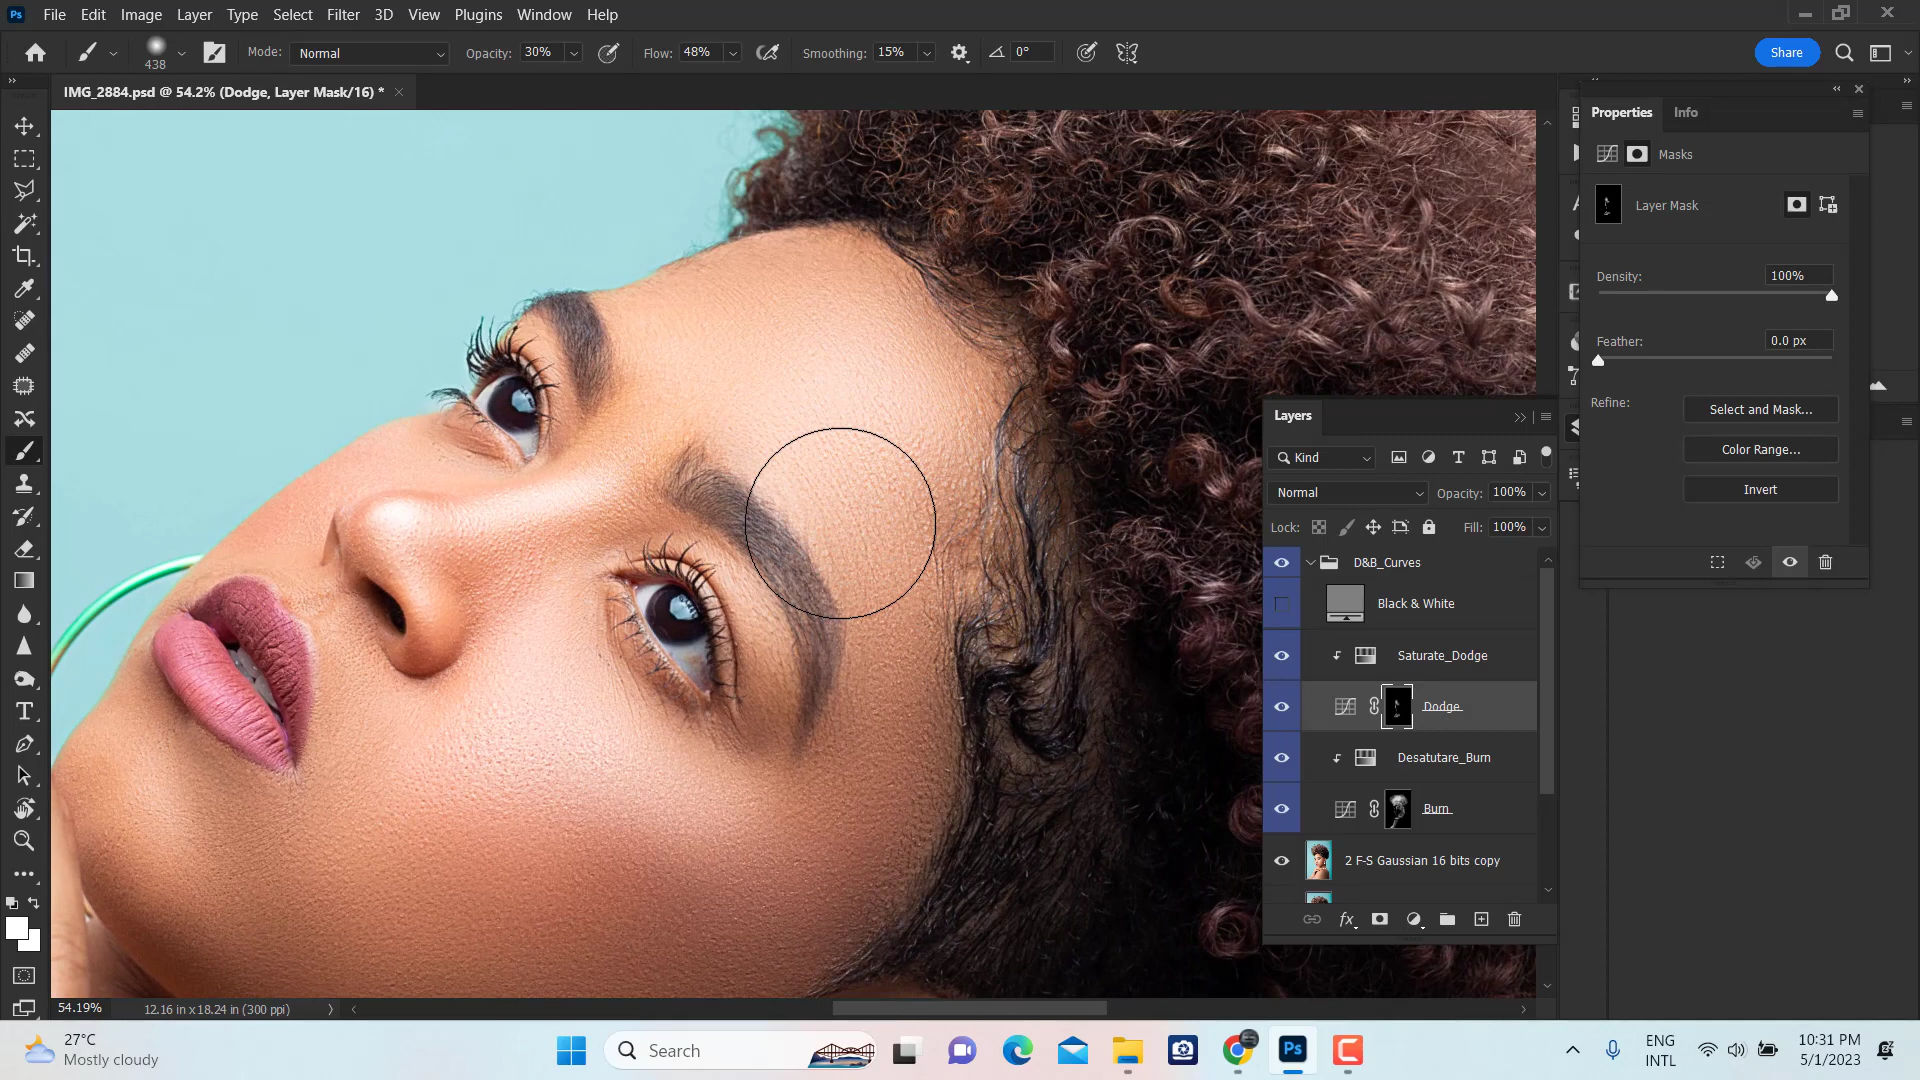 Ps File Edit Image Layer Type Select Filter 3D View Plugins Window Help
438 Mode: Normal Opacity: 30% Flow: 48% Smoothing: 15% 0° Share
IMG_2884.psd @ 54.2% (Dodge, Layer Mask/16) *
Properties Info
Masks
Layer Mask
Density: 100%
Feather: 0.0 px
Refine: Select and Mask...
Color Range...
Invert
Layers
Kind
Normal Opacity: 100%
Lock: Fill: 100%
D&B_Curves
Black & White
Saturate_Dodge
Dodge
Desatutare_Burn
Burn
2 F-S Gaussian 16 bits copy
fx
54.19% 12.16 in x 18.24 in (300 ppi)
27°C
Mostly cloudy
Search
Ps
ENG
INTL
10:31 PM
5/1/2023